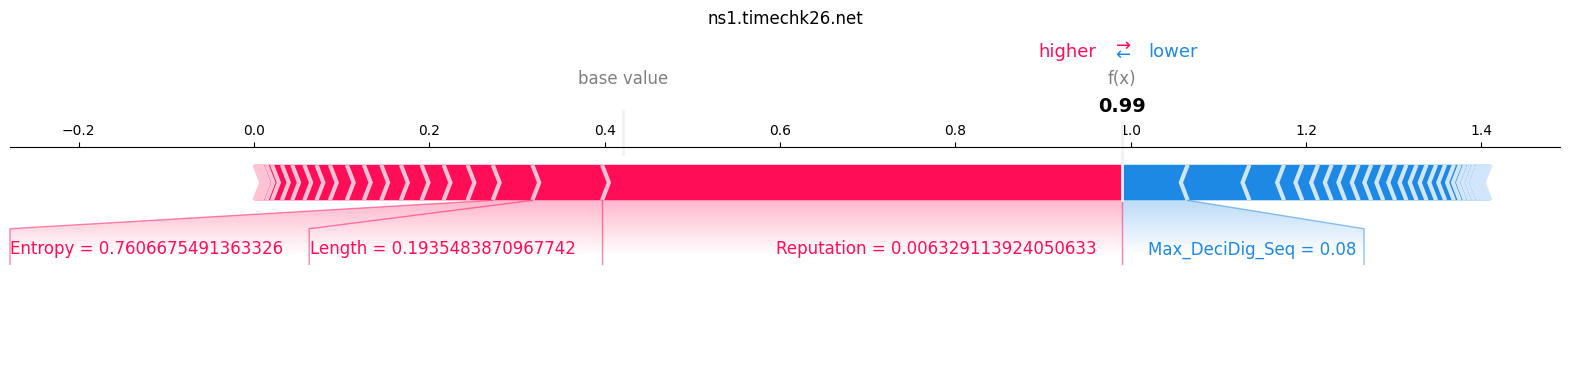 ns1.timechk26.net
higher → ← lower
base value f(x)
0.99
−0.2 0.0 0.2 0.4 0.6 0.8 1.0 1.2 1.4
Entropy = 0.7606675491363326 Length = 0.1935483870967742 Reputation = 0.006329113924050633 Max_DeciDig_Seq = 0.08